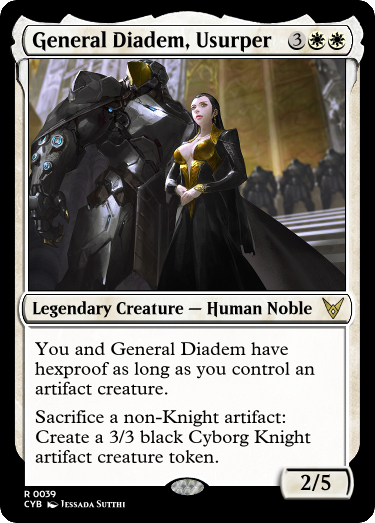 General Diadem, Usurper 3
Legendary Creature — Human Noble
You and General Diadem have
hexproof as long as you control an
artifact creature.
Sacrifice a non-Knight artifact:
Create a 3/3 black Cyborg Knight
artifact creature token.
2/5
R 0039
CYB Jessada Sutthi